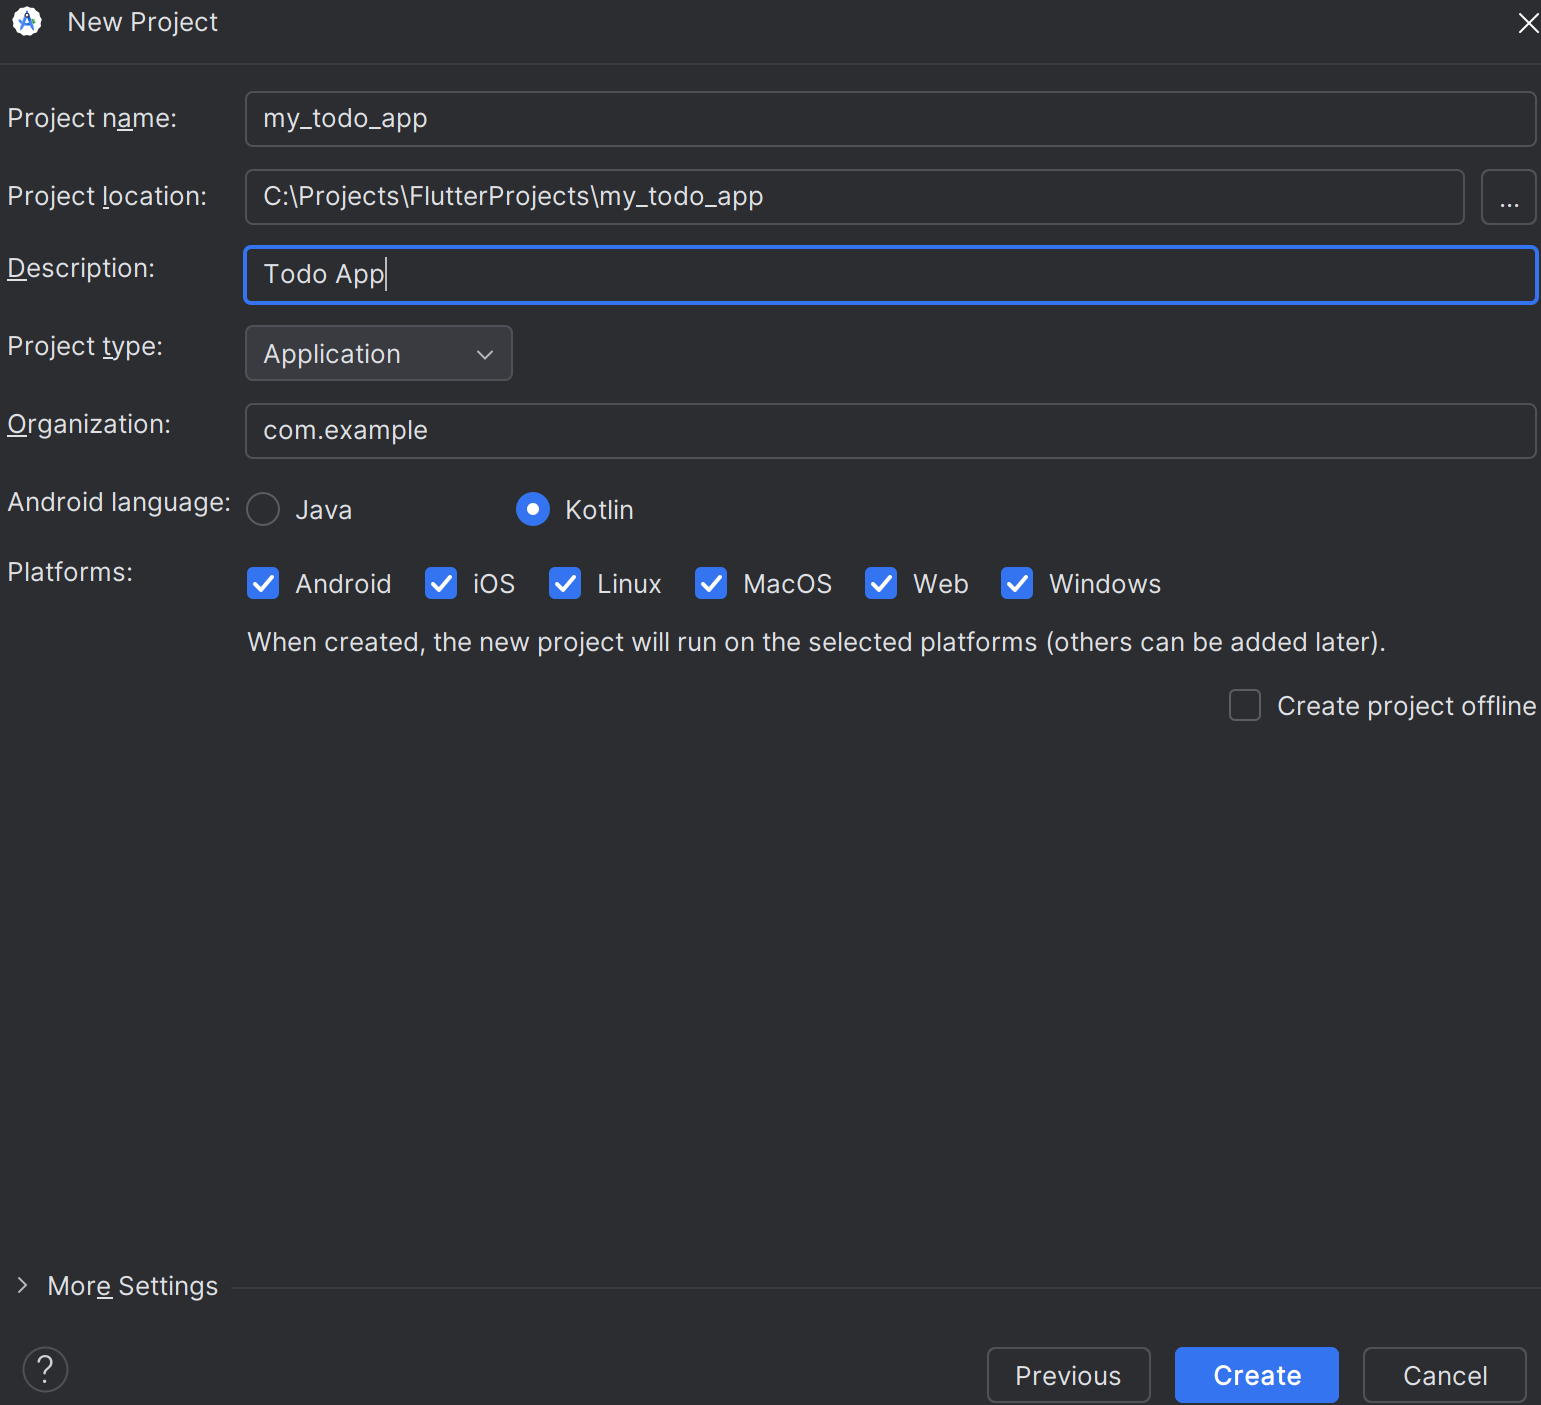 New Project
Project name: my_todo_app
Project location: C:\Projects\FlutterProjects\my_todo_app ...
Description: Todo App
Project type: Application
Organization: com.example
Android language: Java Kotlin
Platforms: Android iOS Linux MacOS Web Windows
When created, the new project will run on the selected platforms (others can be added later).
Create project offline
More Settings
? Previous Create Cancel